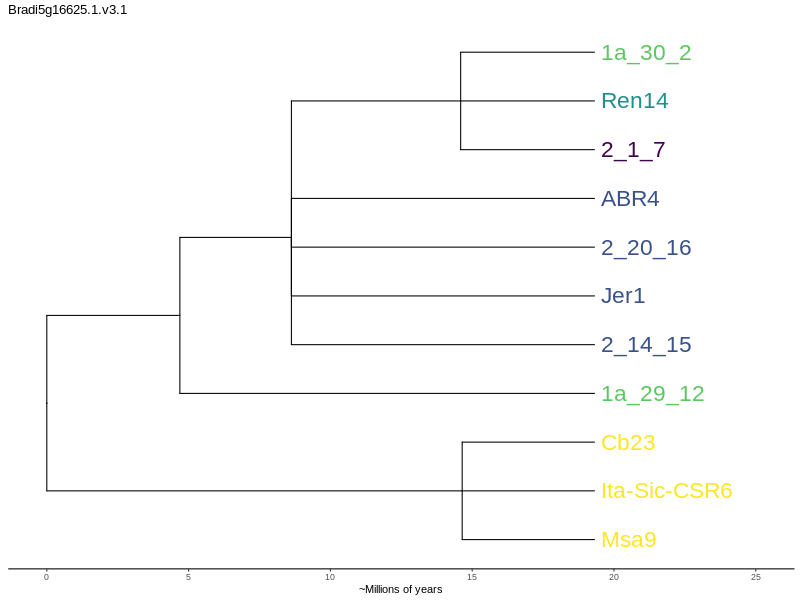 Bradi5g16625.1.v3.1
1a_30_2
Ren14
2_1_7
ABR4
2_20_16
Jer1
2_14_15
1a_29_12
Cb23
Ita-Sic-CSR6
Msa9
0 5 10 15 20 25
~Millions of years